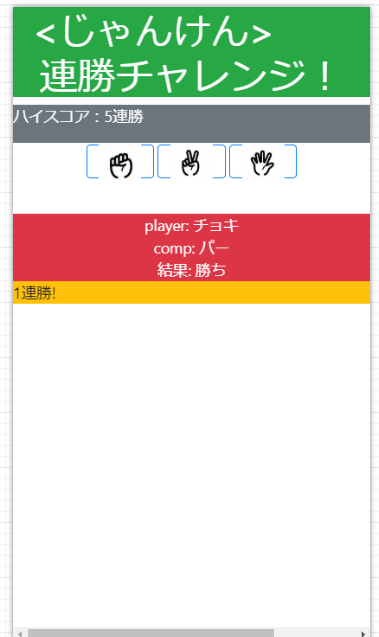 <じゃんけん>
連勝チャレンジ！
ハイスコア：5連勝
player: チョキ
comp: パー
結果: 勝ち
1連勝!